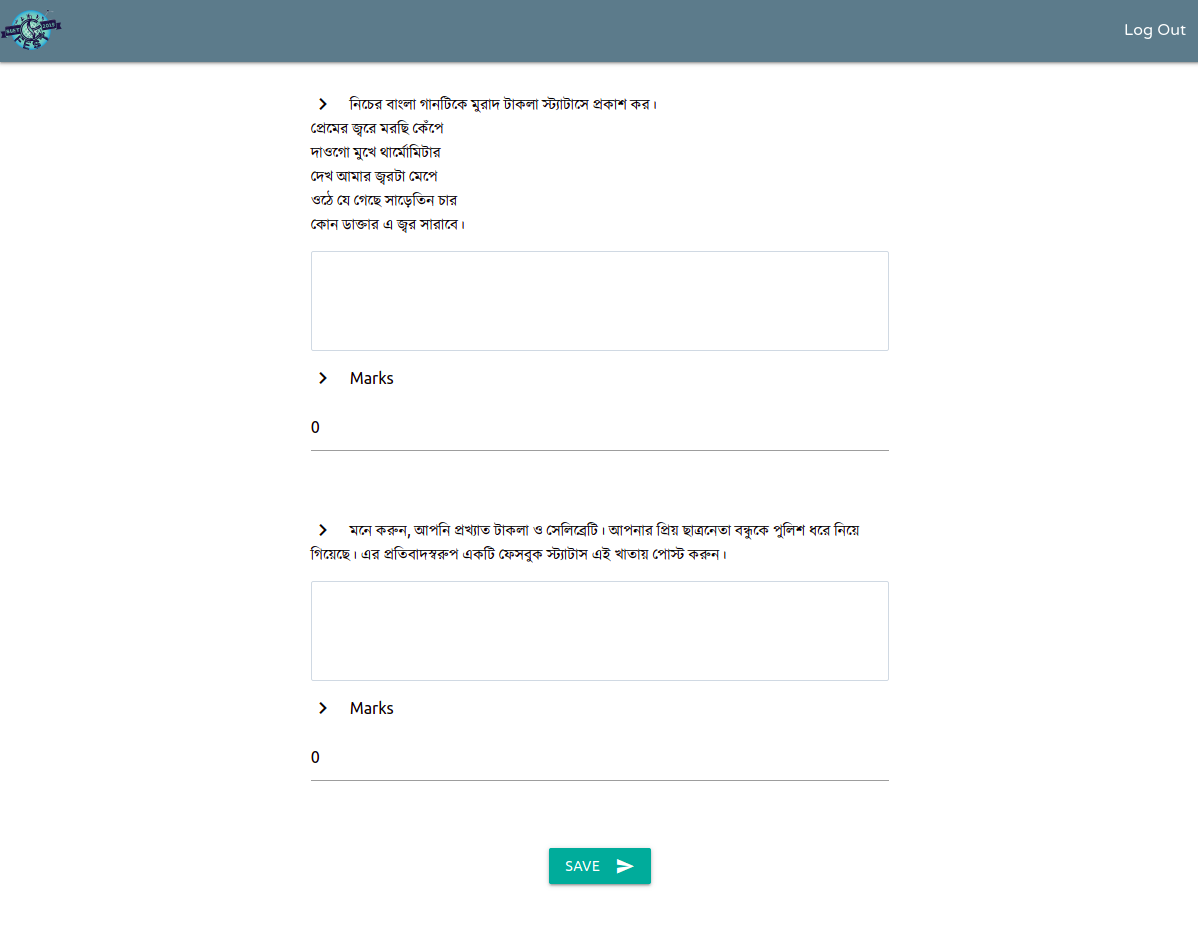 Log Out
নিচের বাংলা গানটিকে মুরাদ টাকলা স্ট্যাটাসে প্রকাশ কর।
প্রেমের জ্বরে মরছি কেঁপে
দাওগো মুখে থার্মোমিটার
দেখ আমার জ্বরটা মেপে
ওঠে যে গেছে সাড়েতিন চার
কোন ডাক্তার এ জ্বর সারাবে।
Marks
0
মনে করুন, আপনি প্রখ্যাত টাকলা ও সেলিব্রেটি। আপনার প্রিয় ছাত্রনেতা বন্ধুকে পুলিশ ধরে নিয়ে
গিয়েছে। এর প্রতিবাদস্বরুপ একটি ফেসবুক স্ট্যাটাস এই খাতায় পোস্ট করুন।
Marks
0
SAVE